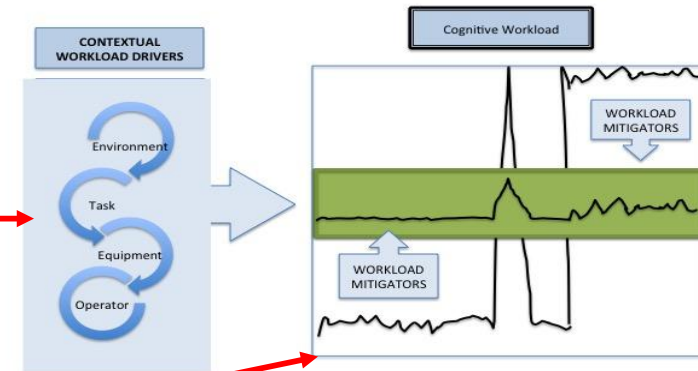 CONTEXTUAL
WORKLOAD DRIVERS
Environment
Task
Equipment
Operator
Cognitive Workload
WORKLOAD
MITIGATORS
WORKLOAD
MITIGATORS